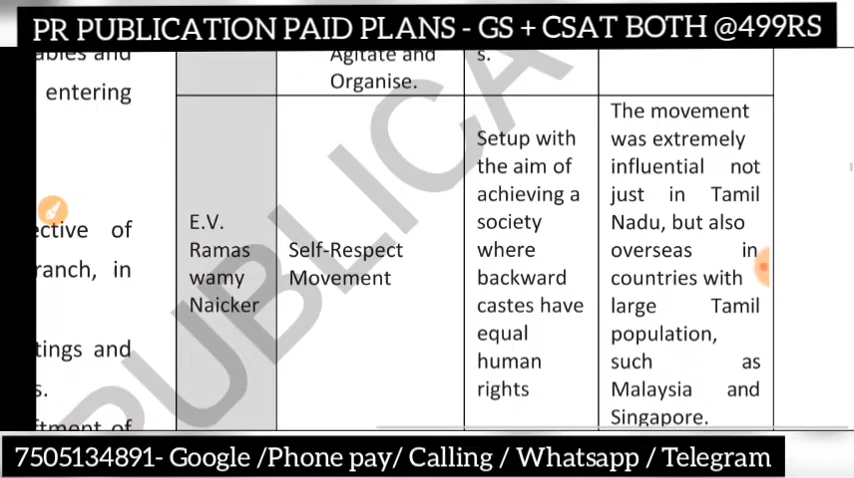 PR PUBLICATION PAID PLANS - GS + CSAT BOTH @499RS
ables and
entering
ective of
ranch, in
tings and
s.
ftment of
Agitate and
Organise.
s.
E.V.
Ramas
wamy
Naicker
Self-Respect
Movement
Setup with
the aim of
achieving a
society
where
backward
castes have
equal
human
rights
The movement
was extremely
influential not
just in Tamil
Nadu, but also
overseas in
countries with
large Tamil
population,
such as
Malaysia and
Singapore.
PUBLICA
7505134891- Google /Phone pay/ Calling / Whatsapp / Telegram